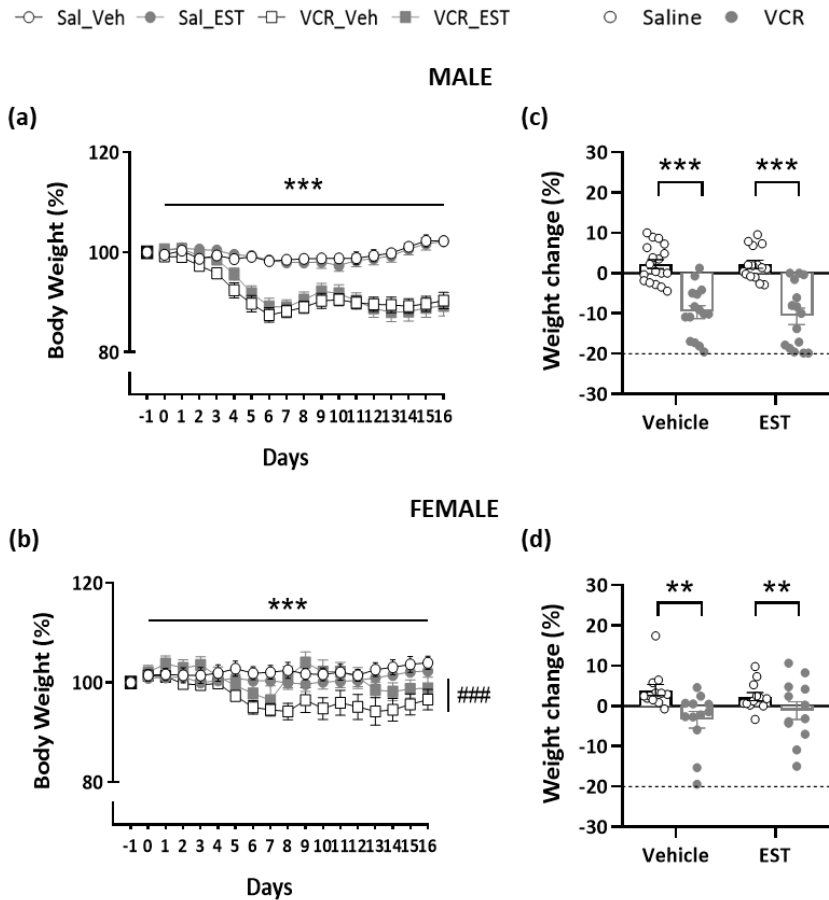 Sal_Veh Sal_EST VCR_Veh VCR_EST Saline VCR
MALE
(a)
120
100
80
Body Weight (%)
***
-1 0 1 2 3 4 5 6 7 8 9 10 11 12 13 14 15 16
Days
(c)
30
20
10
0
-10
-20
-30
Weight change (%)
*** ***
Vehicle EST
FEMALE
(b)
120
100
80
Body Weight (%)
***
###
-1 0 1 2 3 4 5 6 7 8 9 10 11 12 13 14 15 16
Days
(d)
30
20
10
0
-10
-20
-30
Weight change (%)
** **
Vehicle EST